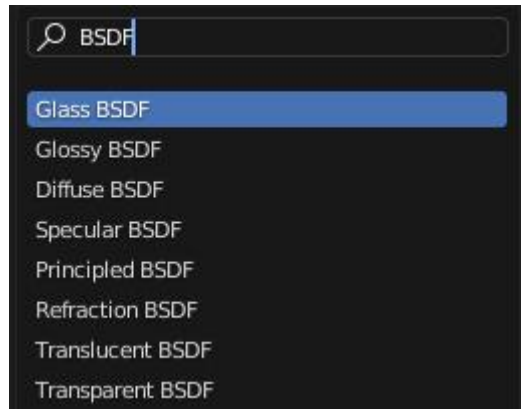 BSDF
Glass BSDF
Glossy BSDF
Diffuse BSDF
Specular BSDF
Principled BSDF
Refraction BSDF
Translucent BSDF
Transparent BSDF